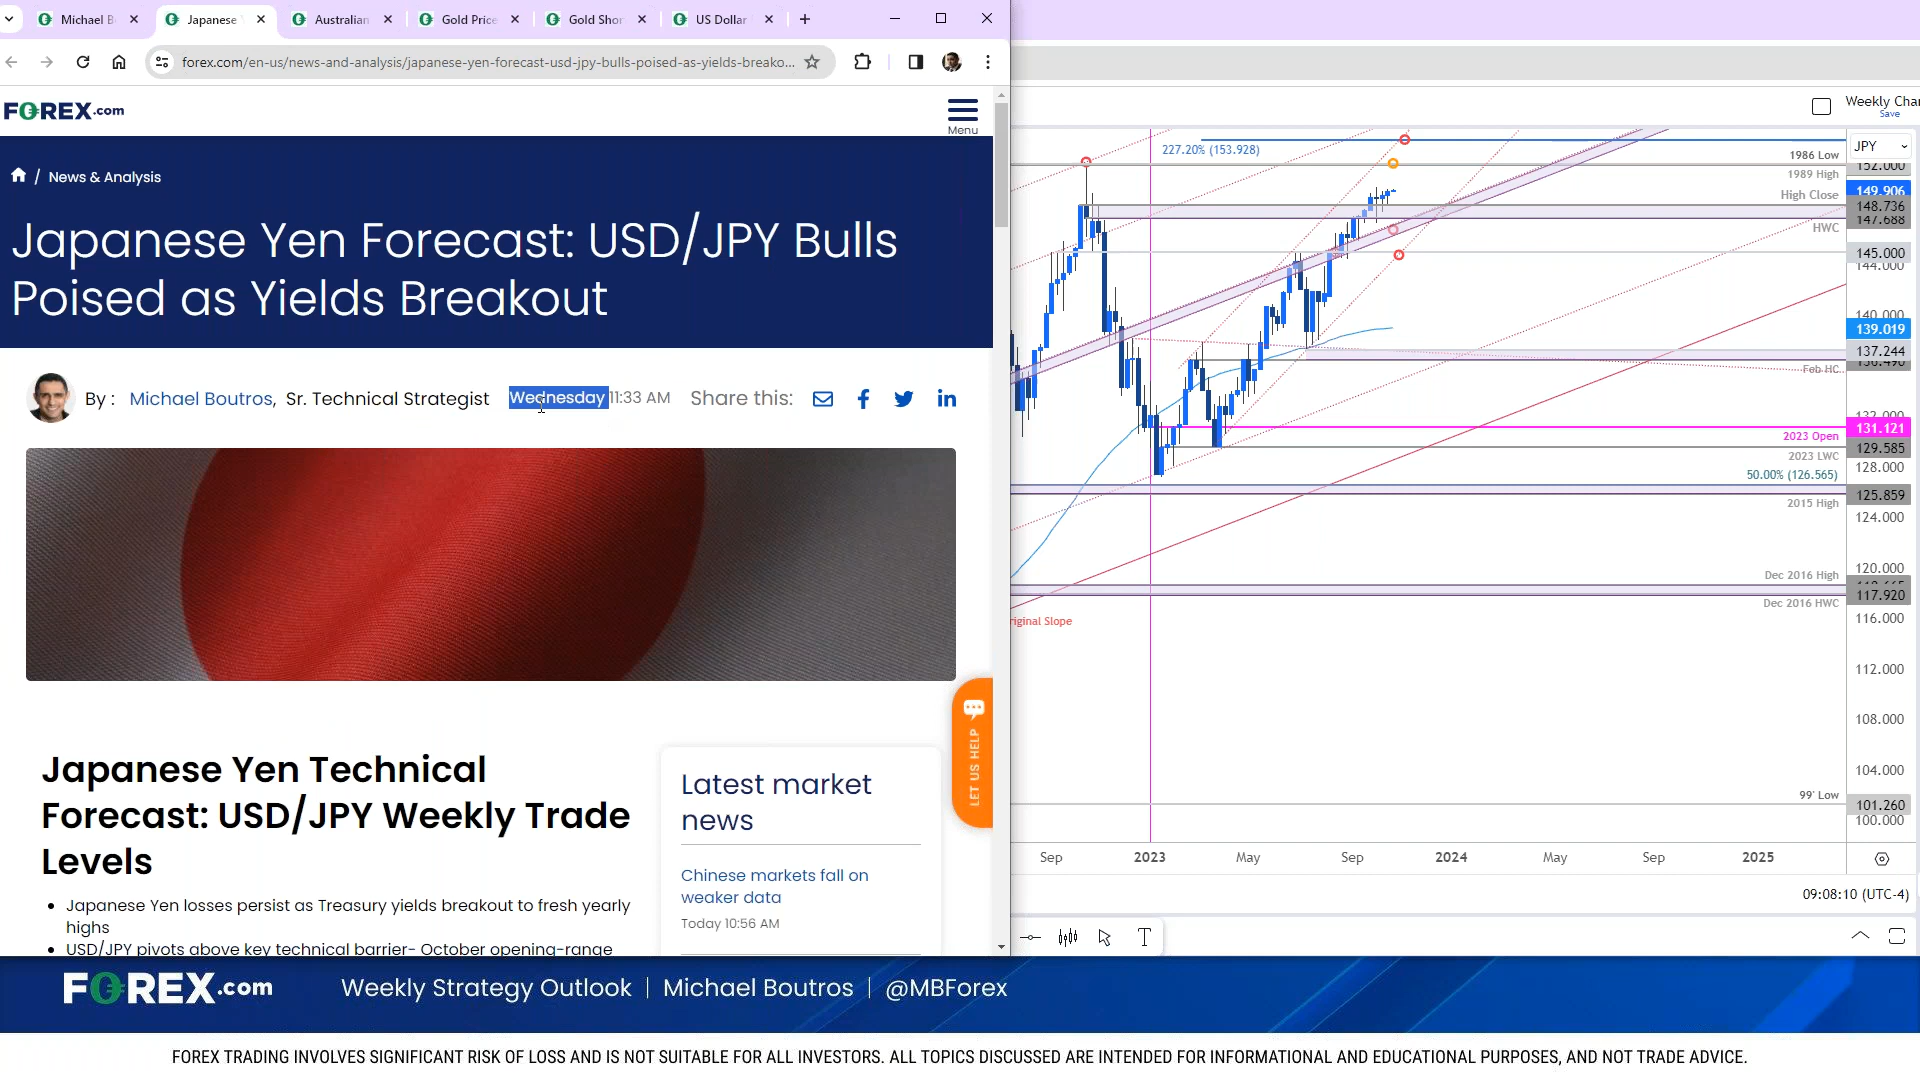 Michael B
Japanese
Australian
Gold Price
Gold Shor
US Dollar
forex.com/en-us/news-and-analysis/japanese-yen-forecast-usd-jpy-bulls-poised-as-yields-breako...
FOREX.com
Menu
/ News & Analysis
Japanese Yen Forecast: USD/JPY Bulls
Poised as Yields Breakout
By : Michael Boutros, Sr. Technical Strategist Wednesday 11:33 AM Share this:
Japanese Yen Technical
Forecast: USD/JPY Weekly Trade
Levels
• Japanese Yen losses persist as Treasury yields breakout to fresh yearly
highs
• USD/JPY pivots above key technical barrier- October opening-range
Latest market
news
Chinese markets fall on
weaker data
Today 10:56 AM
LET US HELP
Weekly Char
Save
JPY
227.20% (153.928)
1986 Low
152.000
1989 High
149.906
High Close
148.736
147.688
HWC
145.000
144.000
140.000
139.019
137.244
136.490
Feb HC
132.000
131.121
2023 Open
129.585
2023 LWC
128.000
50.00% (126.565)
125.859
2015 High
124.000
120.000
Dec 2016 High
117.920
Dec 2016 HWC
116.000
riginal Slope
112.000
108.000
104.000
99' Low
101.260
100.000
Sep 2023 May Sep 2024 May Sep 2025
09:08:10 (UTC-4)
FOREX.com Weekly Strategy Outlook | Michael Boutros | @MBForex
FOREX TRADING INVOLVES SIGNIFICANT RISK OF LOSS AND IS NOT SUITABLE FOR ALL INVESTORS. ALL TOPICS DISCUSSED ARE INTENDED FOR INFORMATIONAL AND EDUCATIONAL PURPOSES, AND NOT TRADE ADVICE.